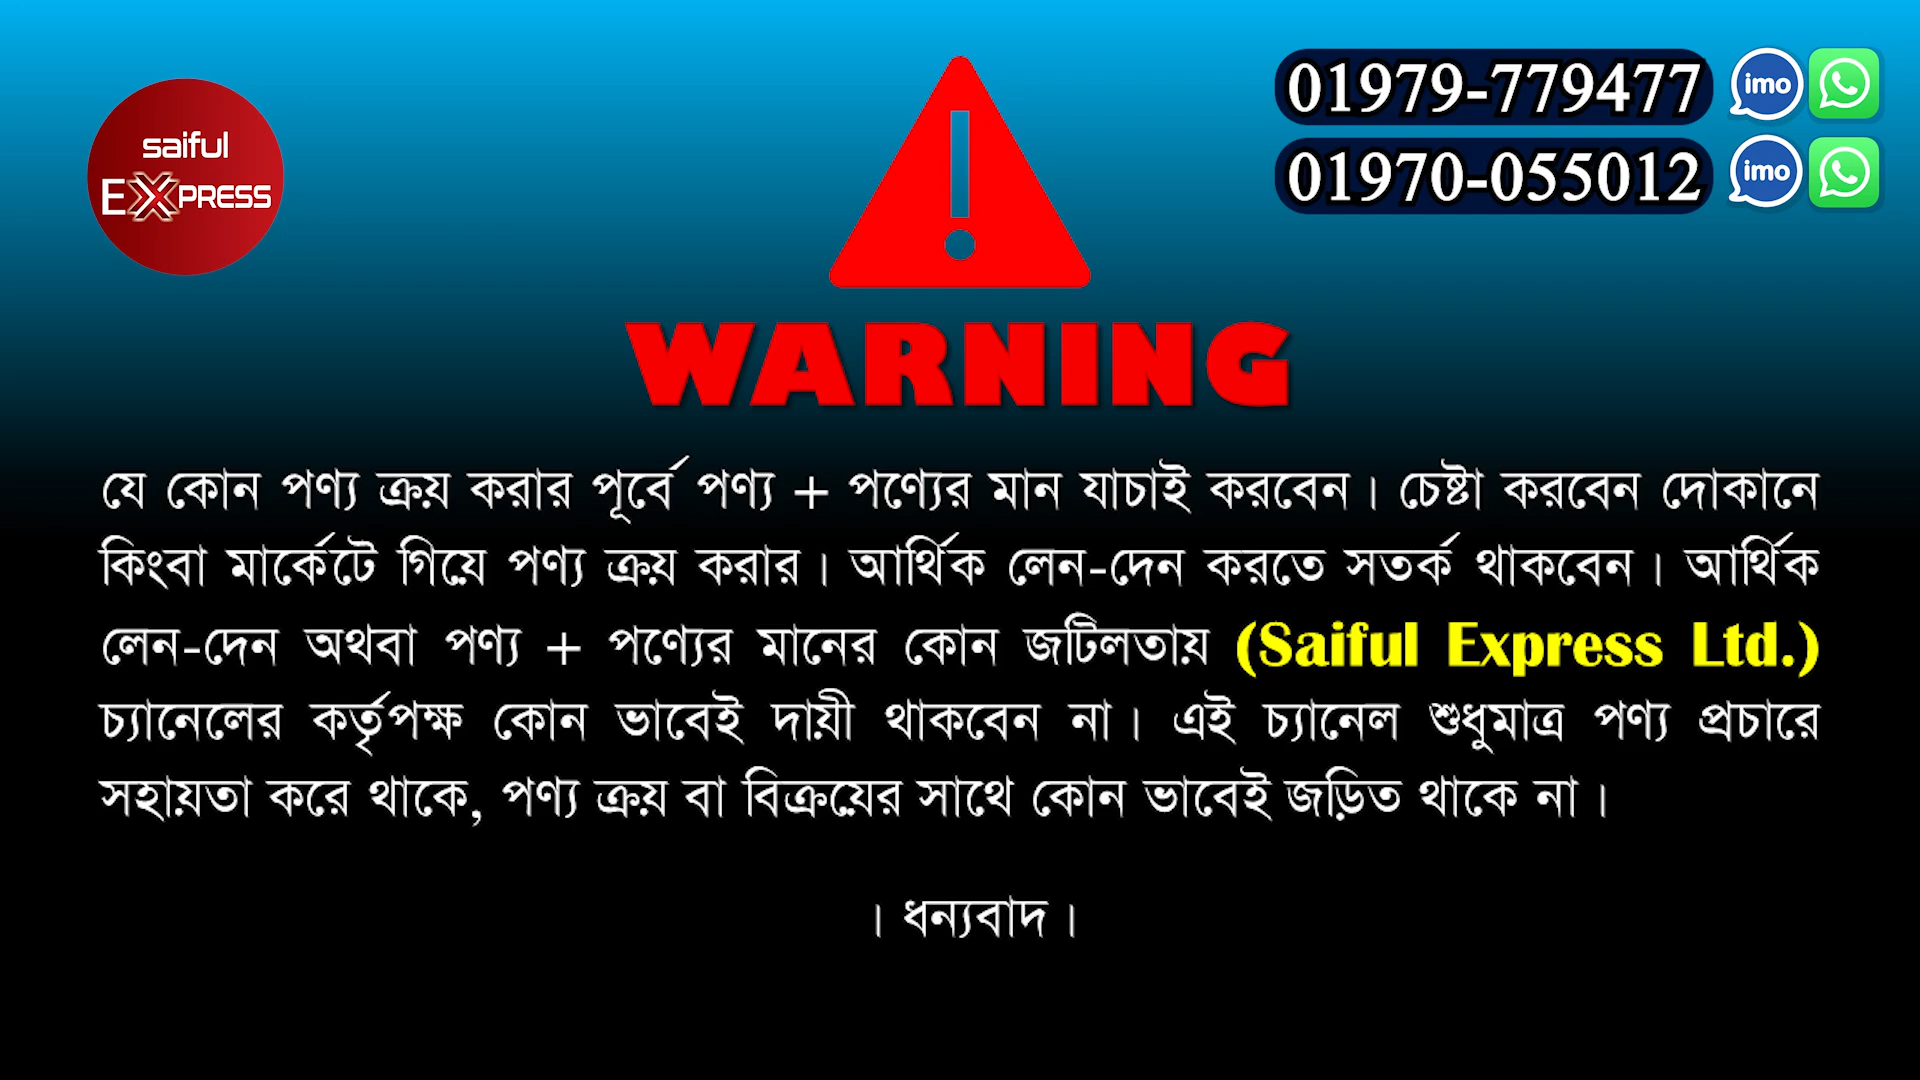 saiful
EXPRESS
01979-779477
imo
01970-055012
imo
WARNING
যে কোন পণ্য ক্রয় করার পূর্বে পণ্য + পণ্যের মান যাচাই করবেন। চেষ্টা করবেন দোকানে
কিংবা মার্কেটে গিয়ে পণ্য ক্রয় করার। আর্থিক লেন-দেন করতে সতর্ক থাকবেন। আর্থিক
লেন-দেন অথবা পণ্য + পণ্যের মানের কোন জটিলতায় (Saiful Express Ltd.)
চ্যানেলের কর্তৃপক্ষ কোন ভাবেই দায়ী থাকবেন না। এই চ্যানেল শুধুমাত্র পণ্য প্রচারে
সহায়তা করে থাকে, পণ্য ক্রয় বা বিক্রয়ের সাথে কোন ভাবেই জড়িত থাকে না।
। ধন্যবাদ।